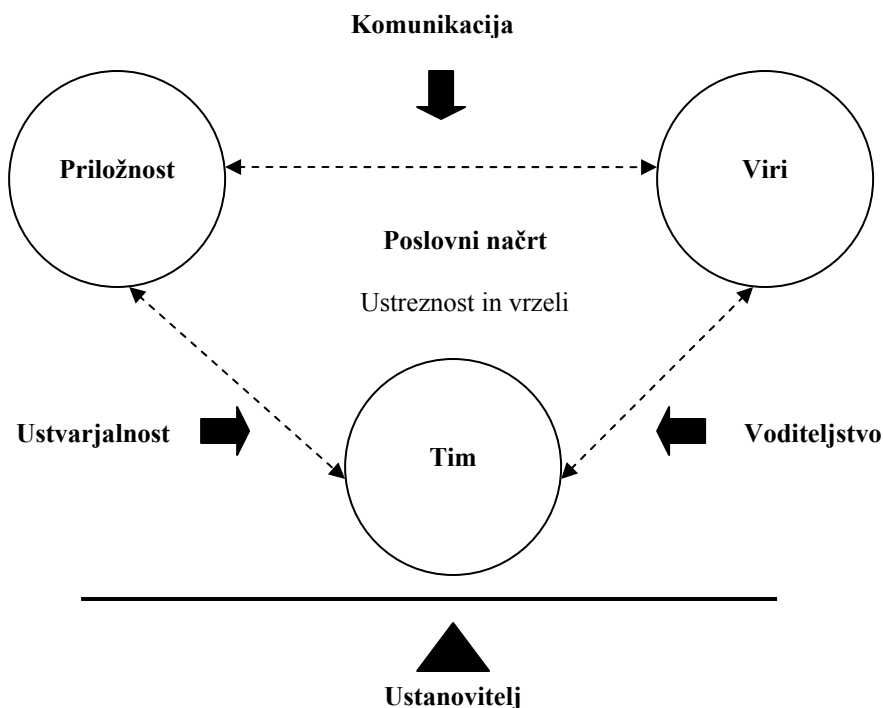 Komunikacija
Priložnost
Viri
Poslovni načrt
Ustreznost in vrzeli
Ustvarjalnost
Tim
Voditeljstvo
Ustanovitelj